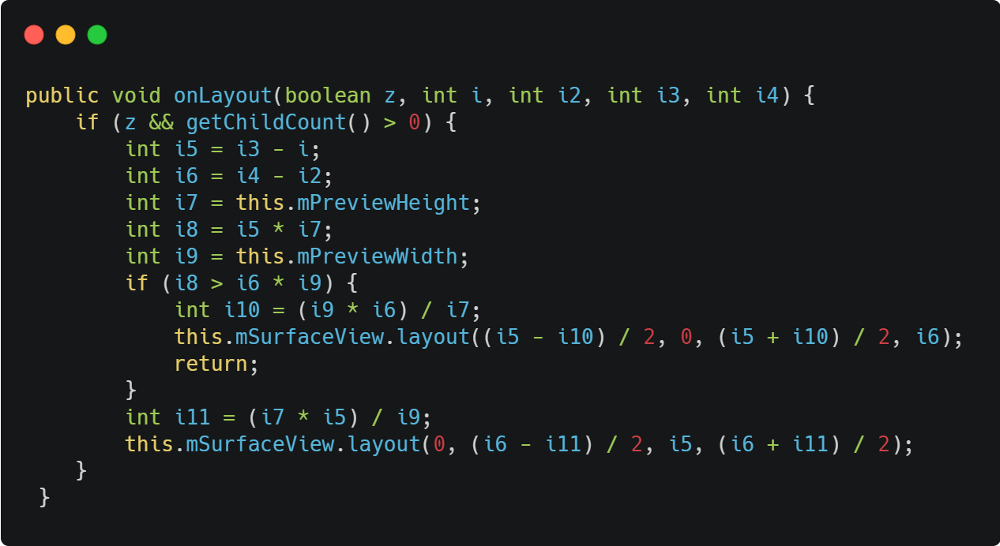 public void onLayout(boolean z, int i, int i2, int i3, int i4) {
    if (z && getChildCount() > 0) {
        int i5 = i3 - i;
        int i6 = i4 - i2;
        int i7 = this.mPreviewHeight;
        int i8 = i5 * i7;
        int i9 = this.mPreviewWidth;
        if (i8 > i6 * i9) {
            int i10 = (i9 * i6) / i7;
            this.mSurfaceView.layout((i5 - i10) / 2, 0, (i5 + i10) / 2, i6);
            return;
        }
        int i11 = (i7 * i5) / i9;
        this.mSurfaceView.layout(0, (i6 - i11) / 2, i5, (i6 + i11) / 2);
    }
 }